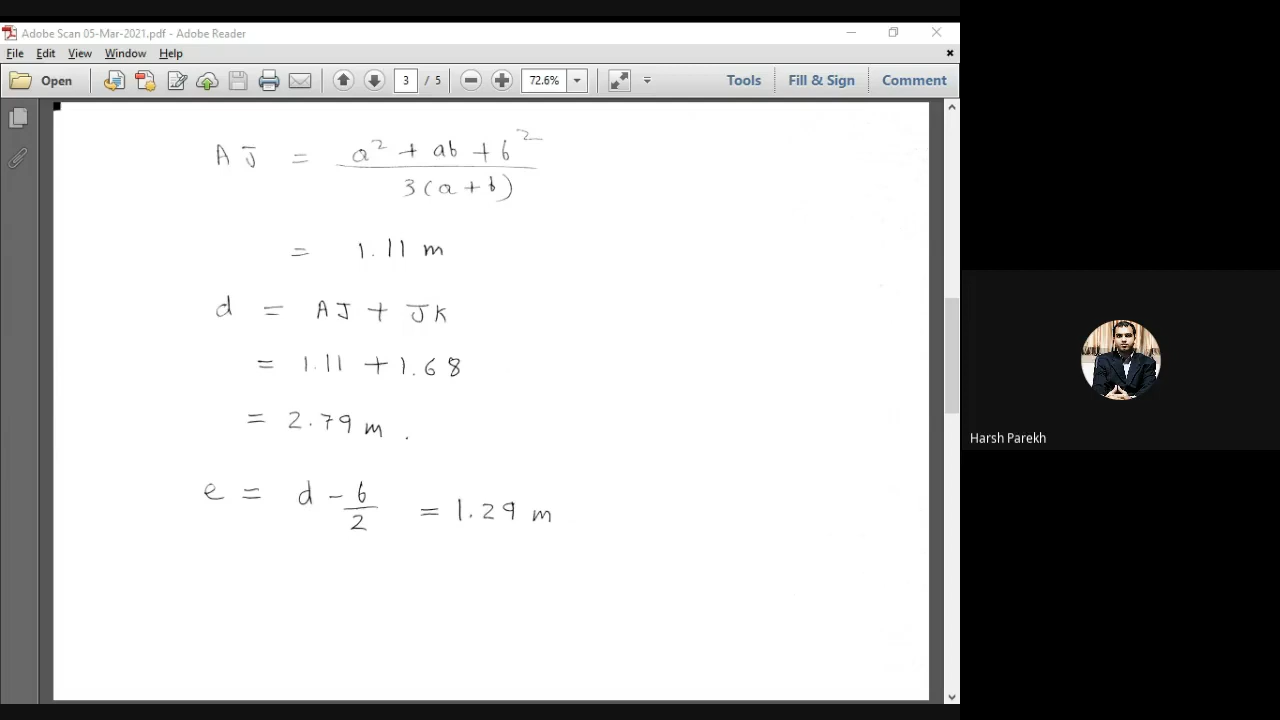 Adobe Scan 05-Mar-2021.pdf - Adobe Reader
File Edit View Window Help
Open 3 / 5 72.6% Tools Fill & Sign Comment
AJ = a² + ab + b² / 3(a + b)
= 1.11 m
d = AJ + JK
= 1.11 + 1.68
= 2.79 m .
e = d - b/2 = 1.29 m
Harsh Parekh